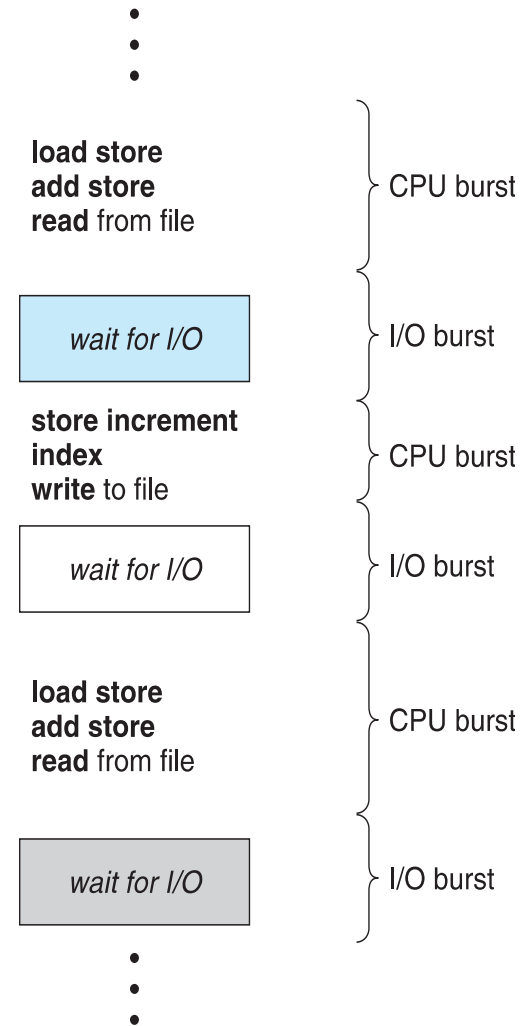 load store
add store
read from file
CPU burst
wait for I/O
I/O burst
store increment
index
write to file
CPU burst
wait for I/O
I/O burst
load store
add store
read from file
CPU burst
wait for I/O
I/O burst